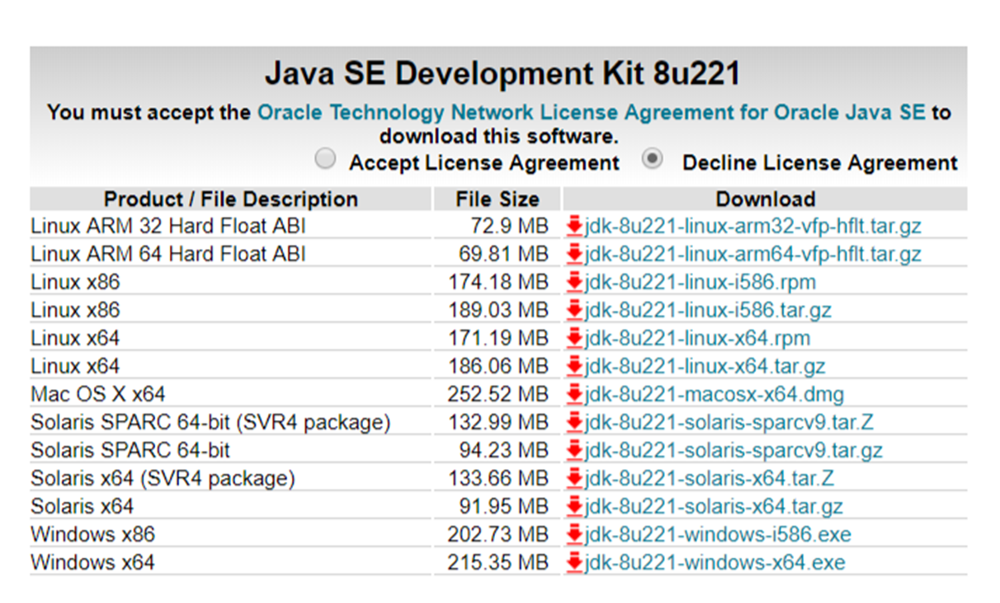 Java SE Development Kit 8u221
You must accept the Oracle Technology Network License Agreement for Oracle Java SE to
download this software.
Accept License Agreement Decline License Agreement
Product / File Description File Size Download
Linux ARM 32 Hard Float ABI 72.9 MB jdk-8u221-linux-arm32-vfp-hflt.tar.gz
Linux ARM 64 Hard Float ABI 69.81 MB jdk-8u221-linux-arm64-vfp-hflt.tar.gz
Linux x86 174.18 MB jdk-8u221-linux-i586.rpm
Linux x86 189.03 MB jdk-8u221-linux-i586.tar.gz
Linux x64 171.19 MB jdk-8u221-linux-x64.rpm
Linux x64 186.06 MB jdk-8u221-linux-x64.tar.gz
Mac OS X x64 252.52 MB jdk-8u221-macosx-x64.dmg
Solaris SPARC 64-bit (SVR4 package) 132.99 MB jdk-8u221-solaris-sparcv9.tar.Z
Solaris SPARC 64-bit 94.23 MB jdk-8u221-solaris-sparcv9.tar.gz
Solaris x64 (SVR4 package) 133.66 MB jdk-8u221-solaris-x64.tar.Z
Solaris x64 91.95 MB jdk-8u221-solaris-x64.tar.gz
Windows x86 202.73 MB jdk-8u221-windows-i586.exe
Windows x64 215.35 MB jdk-8u221-windows-x64.exe